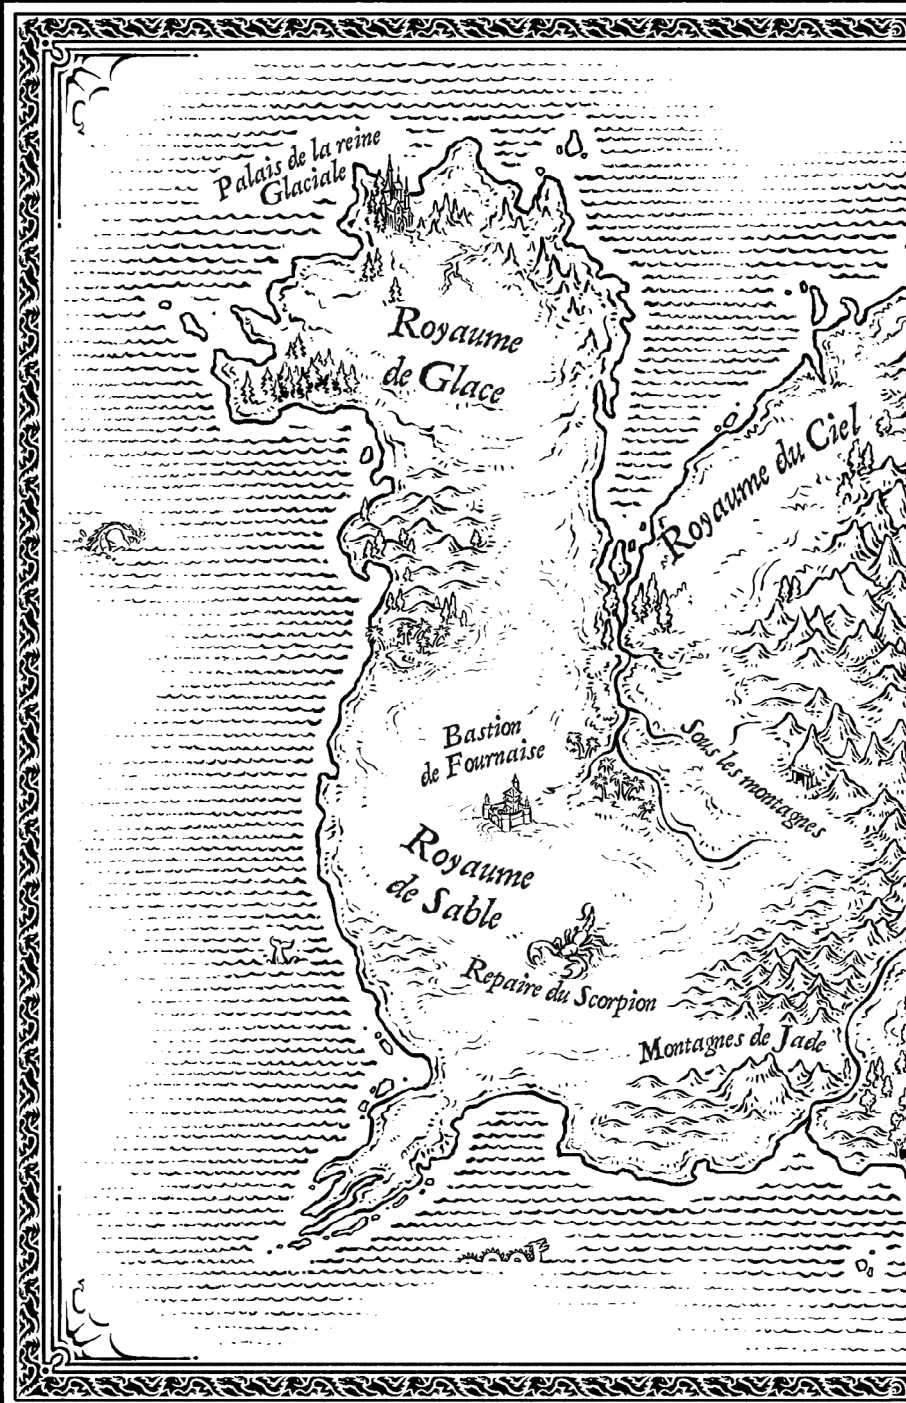 Palais de la reine
Glaciale
Royaume
de Glace
Royaume du Ciel
Sous les montagnes
Bastion
de Fournaise
Royaume
de Sable
Repaire du Scorpion
Montagnes de Jade